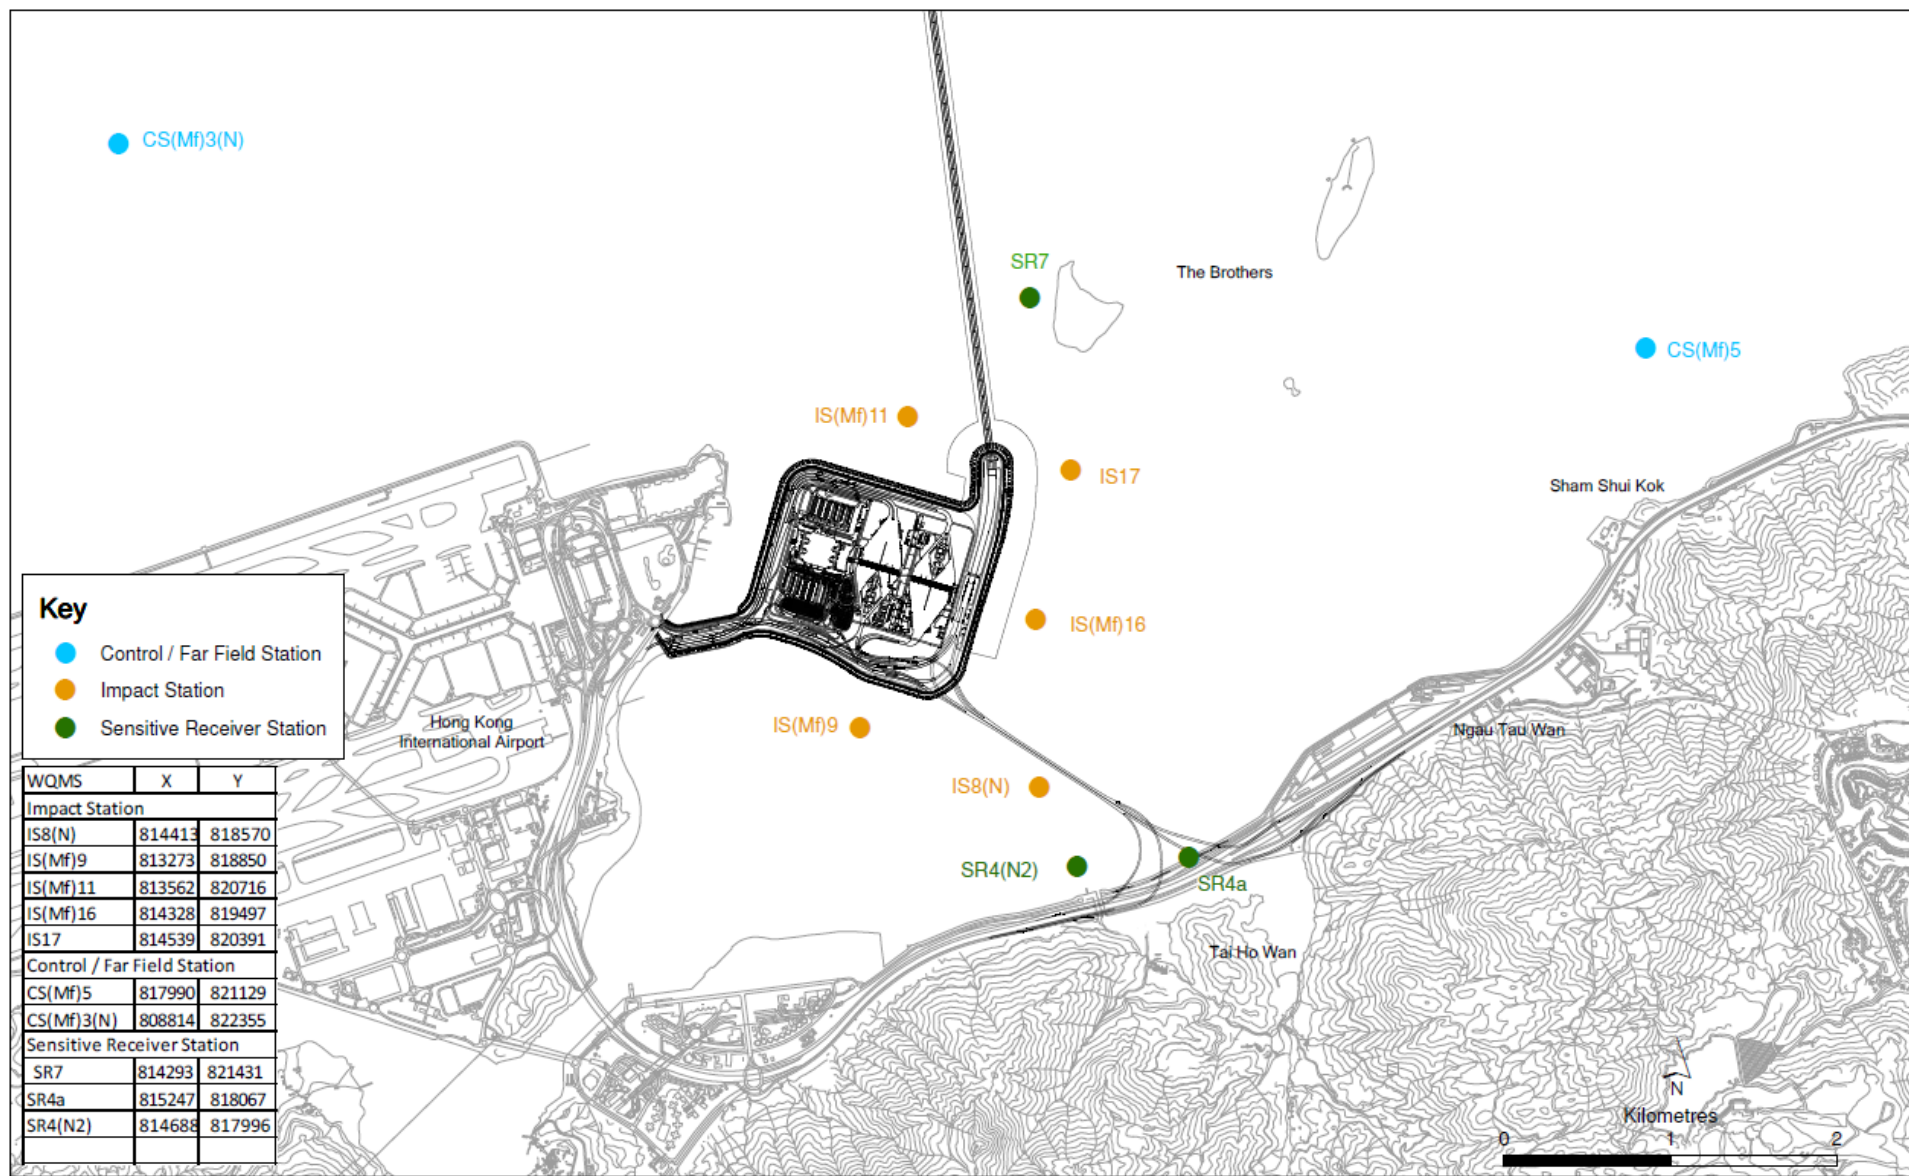 CS(Mf)3(N)
SR7
The Brothers
CS(Mf)5
IS(Mf)11
IS17
Sham Shui Kok
IS(Mf)16
Key
Control / Far Field Station
Impact Station
Sensitive Receiver Station
Hong Kong
International Airport
IS(Mf)9
Ngau Tau Wan
IS8(N)
SR4(N2)
SR4a
Tai Ho Wan
WQMS X Y
Impact Station
IS8(N) 814413 818570
IS(Mf)9 813273 818850
IS(Mf)11 813562 820716
IS(Mf)16 814328 819497
IS17 814539 820391
Control / Far Field Station
CS(Mf)5 817990 821129
CS(Mf)3(N) 808814 822355
Sensitive Receiver Station
SR7 814293 821431
SR4a 815247 818067
SR4(N2) 814688 817996
N
Kilometres
0 1 2